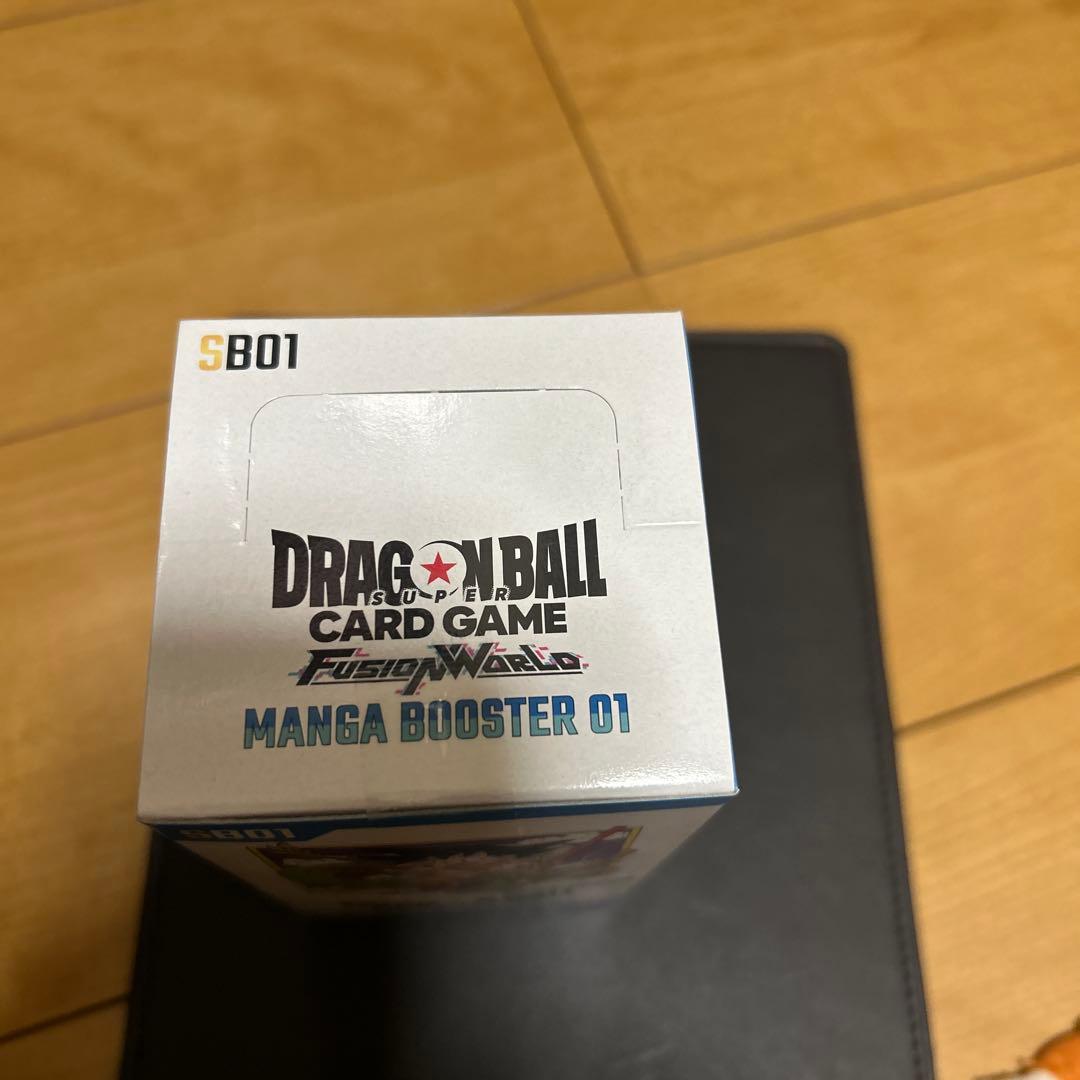 SB01
DRAGON BALL
SUPER
CARD GAME
FUSION WORLD
MANGA BOOSTER 01
SB01